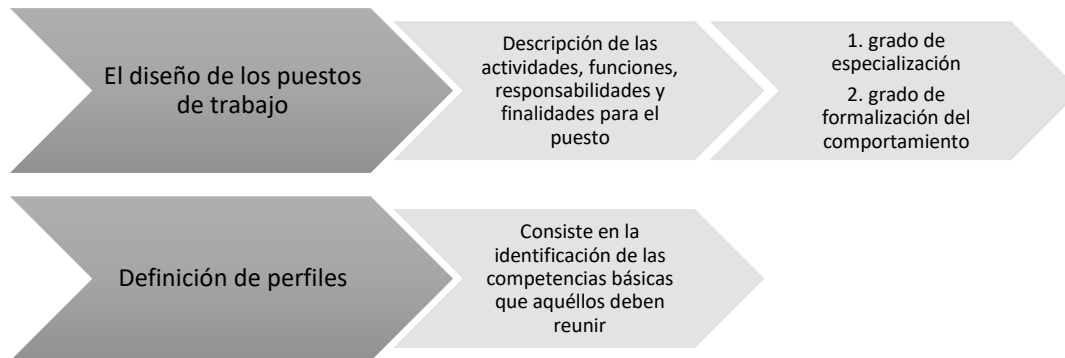 El diseño de los puestos
de trabajo
Descripción de las
actividades, funciones,
responsabilidades y
finalidades para el
puesto
1. grado de
especialización
2. grado de
formalización del
comportamiento
Definición de perfiles
Consiste en la
identificación de las
competencias básicas
que aquéllos deben
reunir